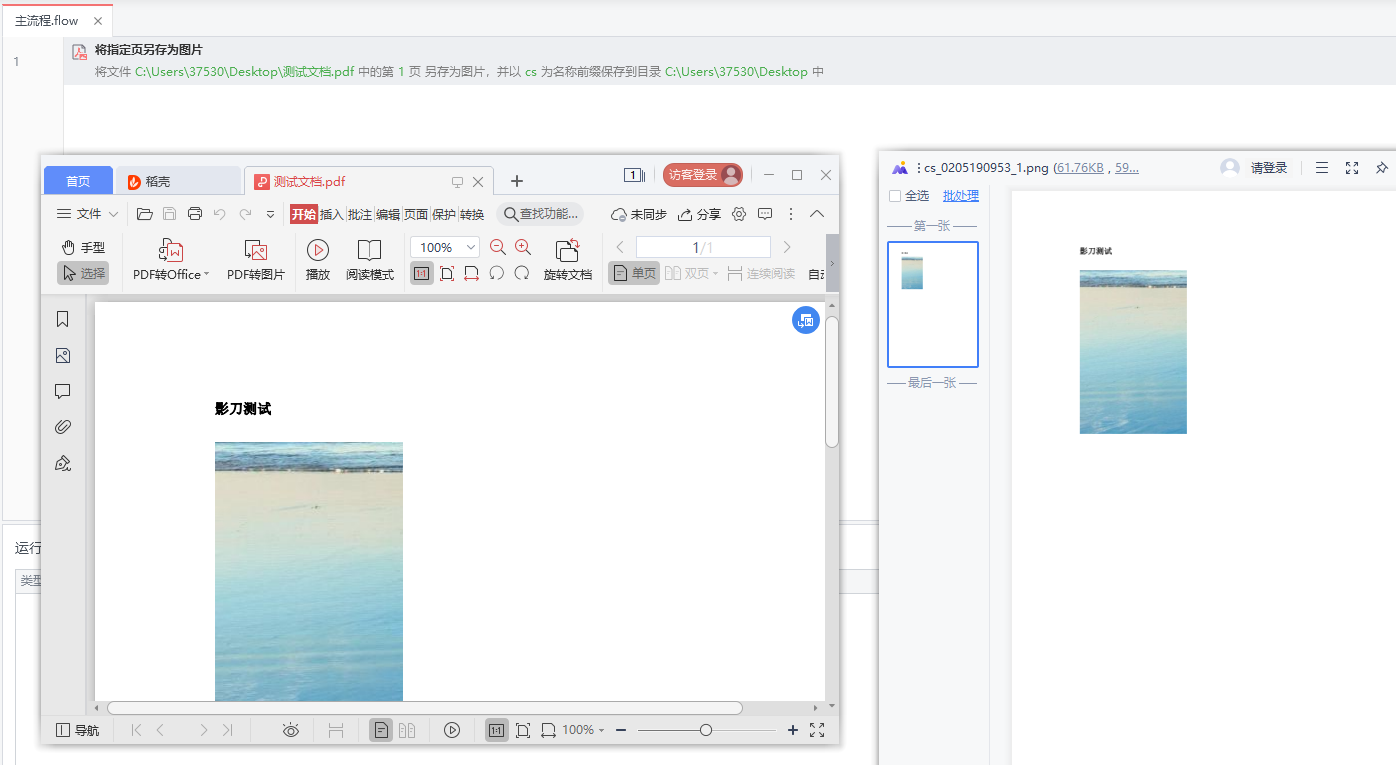 主流程.flow
1
将指定页另存为图片
将文件 C:\Users\37530\Desktop\测试文档.pdf 中的第 1 页 另存为图片，并以 cs 为名称前缀保存到目录 C:\Users\37530\Desktop 中
首页
稻壳
测试文档.pdf
1
访客登录
文件
开始 插入 批注 编辑 页面 保护 转换
查找功能...
未同步
分享
手型
选择
PDF转Office
PDF转图片
播放
阅读模式
100%
1:1
旋转文档
1/1
单页
双页
连续阅读
影刀测试
导航
1:1
100%
运行
类型
cs_0205190953_1.png (61.76KB , 59...
请登录
全选
批处理
第一张
最后一张
影刀测试